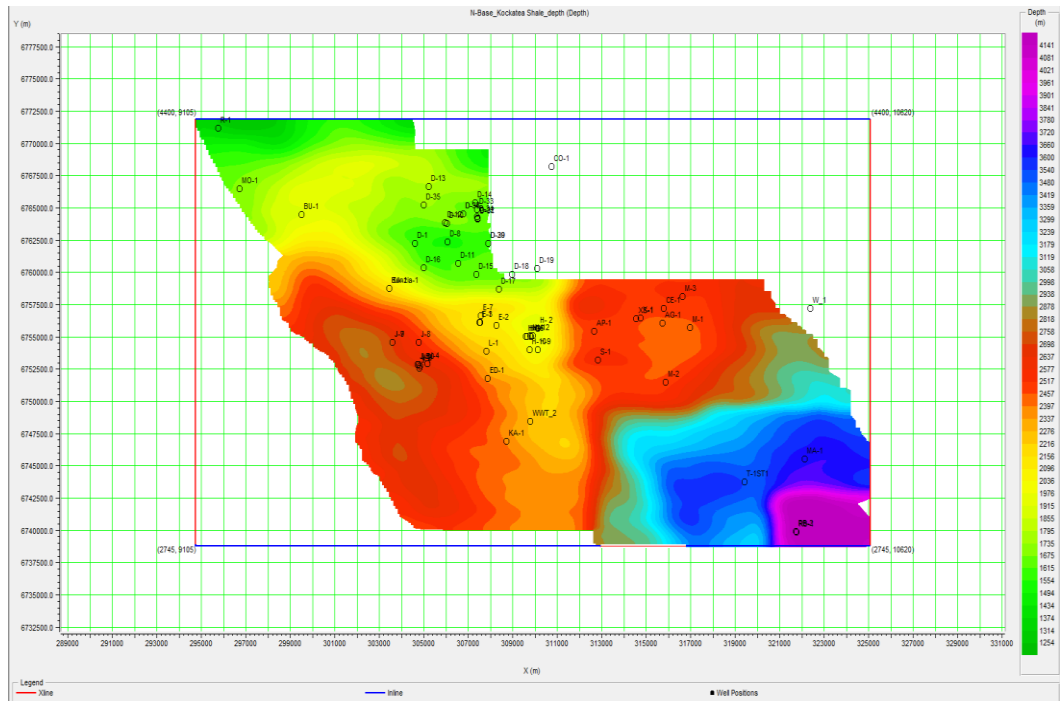 N-Base_Kockatea Shale_depth (Depth)
Y (m)
Depth
(m)
6777500.0
6775000.0
6772500.0
6770000.0
6767500.0
6765000.0
6762500.0
6760000.0
6757500.0
6755000.0
6752500.0
6750000.0
6747500.0
6745000.0
6742500.0
6740000.0
6737500.0
6735000.0
6732500.0
(4400, 9105)
(4400, 10620)
(2745, 9105)
(2745, 10620)
CO-1
MO-1
D-13
D-14
D-35
D-33
BU-1
D-1
D-8
D-16
D-11
D-15
D-18
D-19
D-17
M-3
CE-1
W_1
E-7
E-2
H-2
AP-1
AG-1
M-1
J-8
L-1
S-1
ED-1
M-2
WWT_2
KA-1
T-1ST1
4141
4081
4021
3961
3901
3841
3780
3720
3660
3600
3540
3480
3419
3359
3299
3239
3179
3119
3058
2998
2938
2878
2818
2758
2698
2637
2577
2517
2457
2397
2337
2276
2216
2156
2096
2036
1976
1916
1855
1795
1735
1675
1615
1554
1494
1434
1374
1314
1254
289000 291000 293000 295000 297000 299000 301000 303000 305000 307000 309000 311000 313000 315000 317000 319000 321000 323000 325000 327000 329000 331000
X (m)
Legend
Xline
Inline
Well Positions